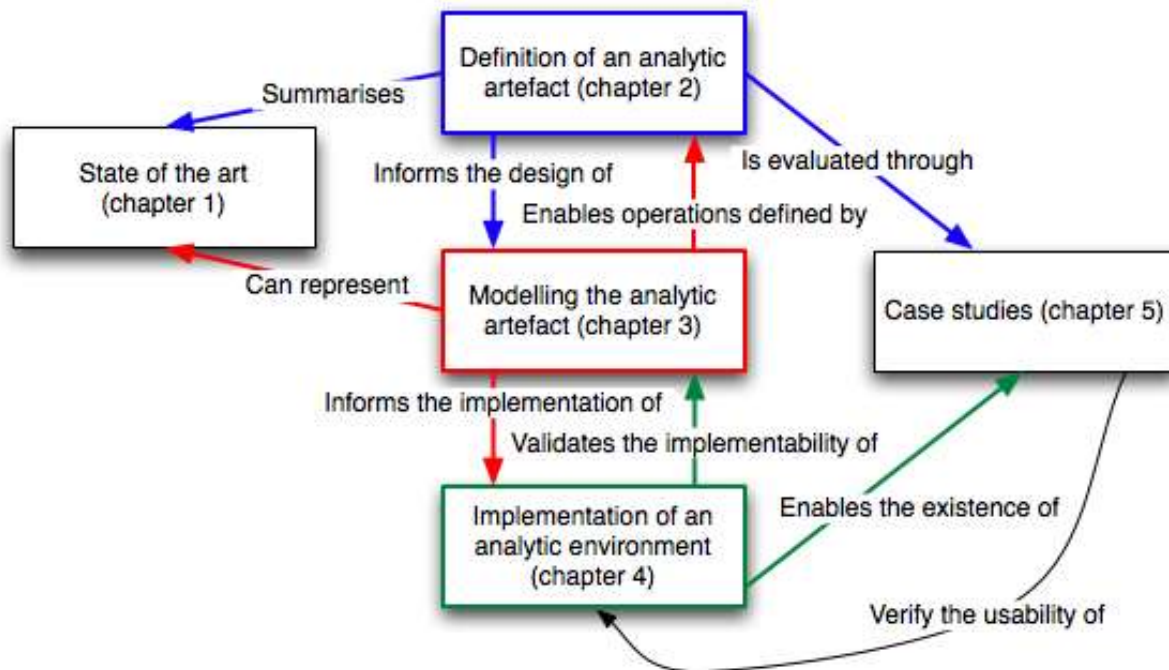 Definition of an analytic
artefact (chapter 2)
Summarises
State of the art
(chapter 1)
Informs the design of
Is evaluated through
Enables operations defined by
Can represent
Modelling the analytic
artefact (chapter 3)
Case studies (chapter 5)
Informs the implementation of
Validates the implementability of
Implementation of an
analytic environment
(chapter 4)
Enables the existence of
Verify the usability of